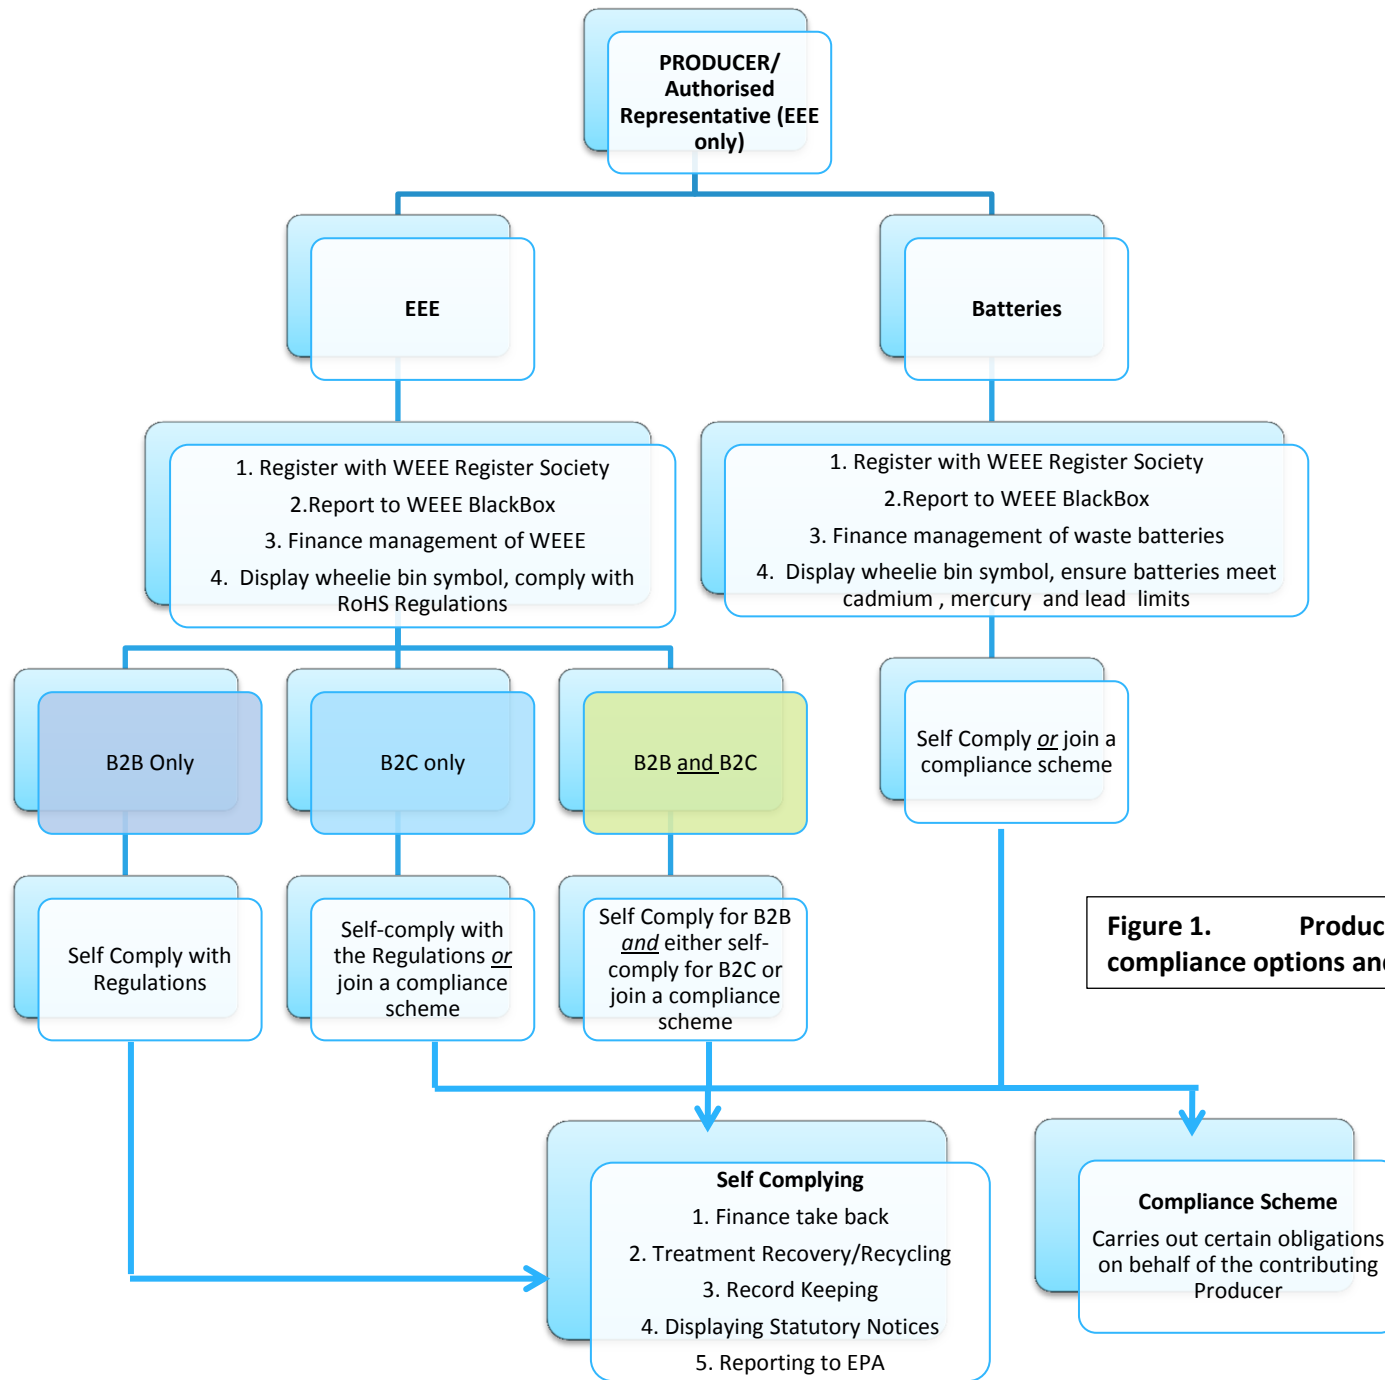 PRODUCER/
Authorised
Representative (EEE
only)
EEE
Batteries
1. Register with WEEE Register Society
2.Report to WEEE BlackBox
3. Finance management of WEEE
4. Display wheelie bin symbol, comply with
RoHS Regulations
1. Register with WEEE Register Society
2.Report to WEEE BlackBox
3. Finance management of waste batteries
4. Display wheelie bin symbol, ensure batteries meet
cadmium , mercury and lead limits
B2B Only
B2C only
B2B and B2C
Self Comply or join a
compliance scheme
Self Comply with
Regulations
Self-comply with
the Regulations or
join a compliance
scheme
Self Comply for B2B
and either self-
comply for B2C or
join a compliance
scheme
Figure 1. Produc
compliance options and
Self Complying
1. Finance take back
2. Treatment Recovery/Recycling
3. Record Keeping
4. Displaying Statutory Notices
5. Reporting to EPA
Compliance Scheme
Carries out certain obligations
on behalf of the contributing
Producer